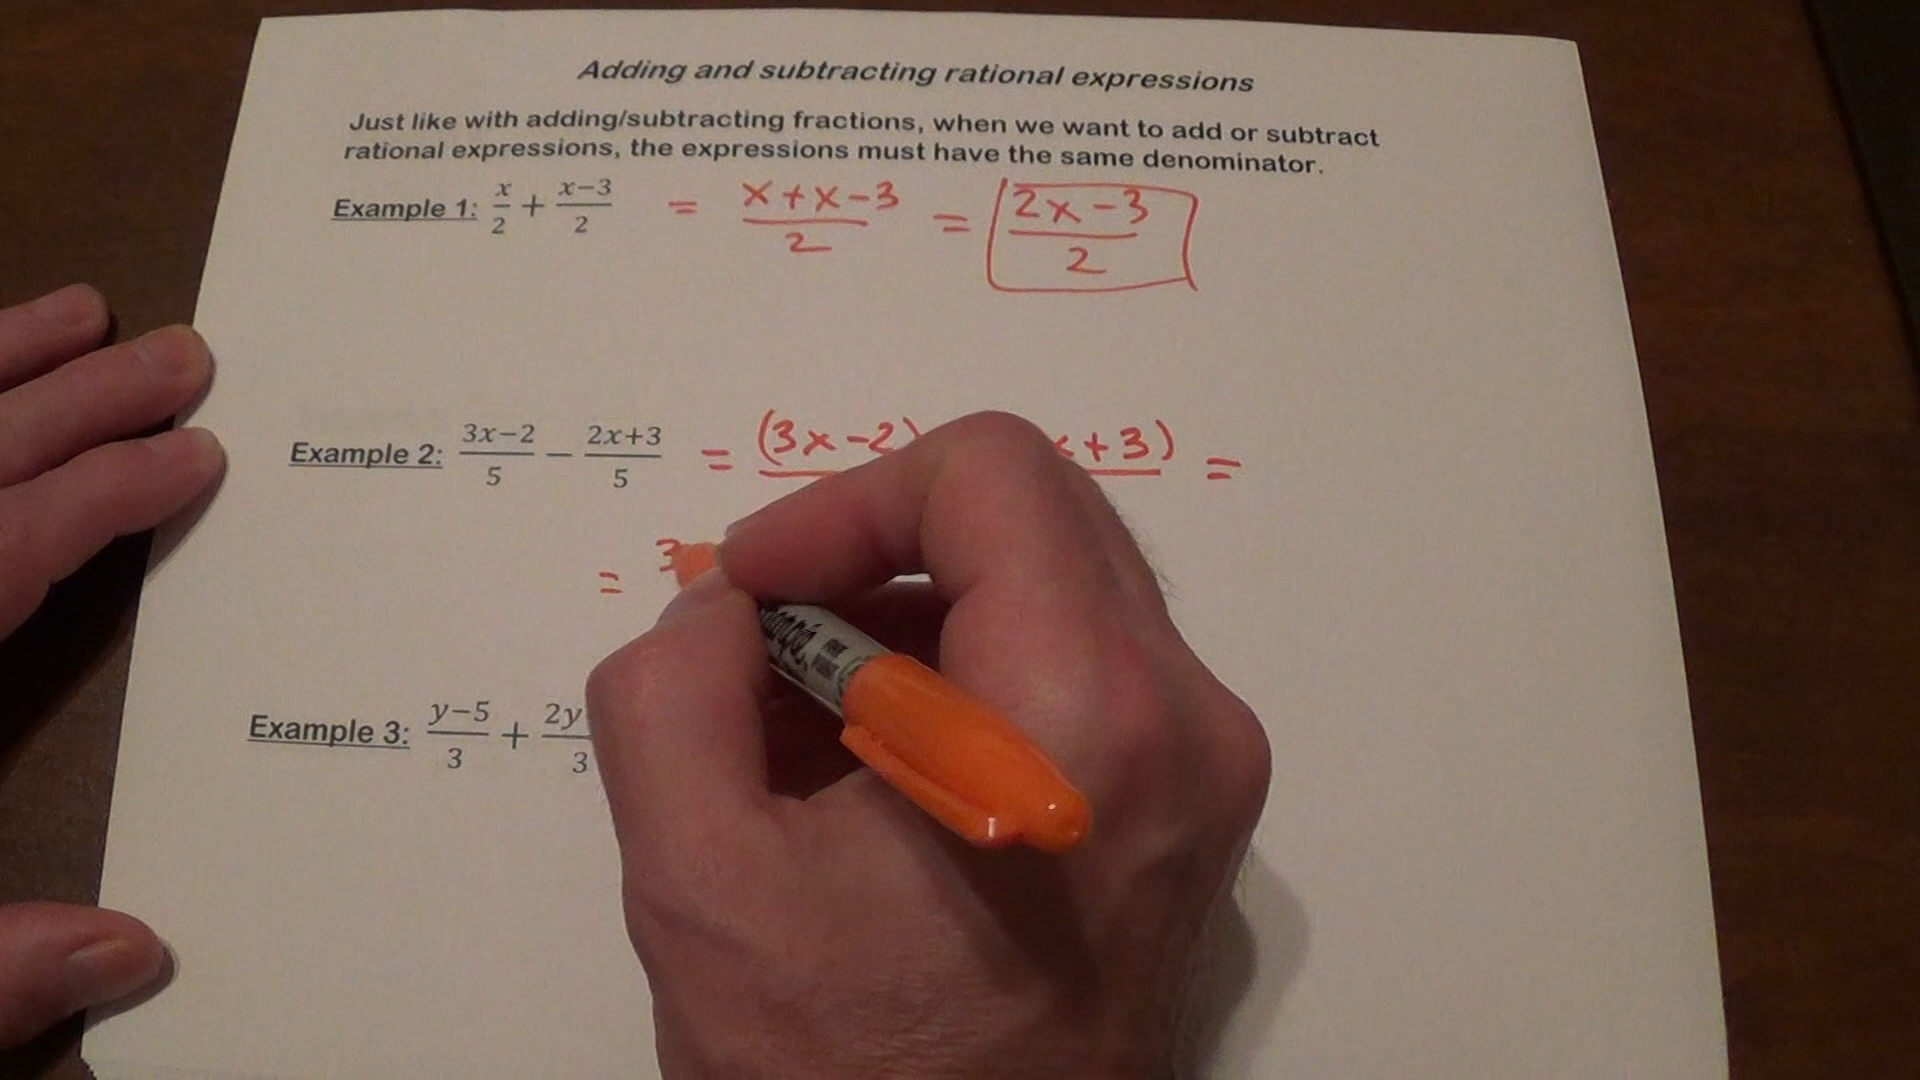 Adding and subtracting rational expressions
Just like with adding/subtracting fractions, when we want to add or subtract
rational expressions, the expressions must have the same denominator.
Example 1: x/2 + x−3/2 = x+x−3/2 = 2x−3/2
Example 2: 3x−2/5 − 2x+3/5 = (3x−2) +3) =
= 3
Example 3: y−5/3 + 2y/3